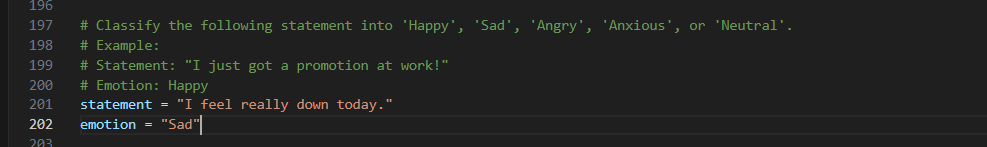 196
197 # Classify the following statement into 'Happy', 'Sad', 'Angry', 'Anxious', or 'Neutral'.
198 # Example:
199 # Statement: "I just got a promotion at work!"
200 # Emotion: Happy
201 statement = "I feel really down today."
202 emotion = "Sad"
203